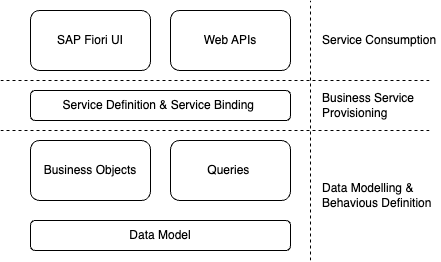 SAP Fiori UI
Web APIs
Service Consumption
Service Definition & Service Binding
Business Service
Provisioning
Business Objects
Queries
Data Modelling &
Behavious Definition
Data Model